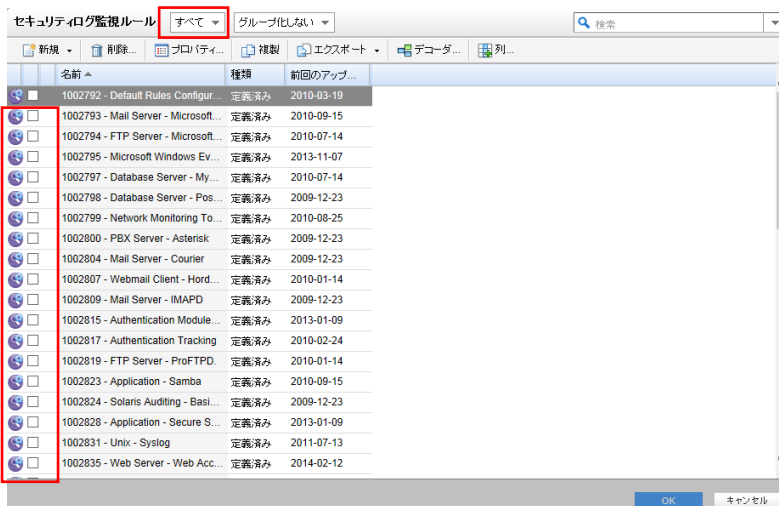 セキュリティログ監視ルール すべて グループ化しない 検索
新規 削除... プロパティ... 複製 エクスポート デコーダ... 列...
名前 種類 前回のアップ...
1002792 - Default Rules Configur... 定義済み 2010-03-19
1002793 - Mail Server - Microsoft... 定義済み 2010-09-15
1002794 - FTP Server - Microsoft... 定義済み 2010-07-14
1002795 - Microsoft Windows Ev... 定義済み 2013-11-07
1002797 - Database Server - My... 定義済み 2010-07-14
1002798 - Database Server - Pos... 定義済み 2009-12-23
1002799 - Network Monitoring To... 定義済み 2010-08-25
1002800 - PBX Server - Asterisk 定義済み 2009-12-23
1002804 - Mail Server - Courier 定義済み 2009-12-23
1002807 - Webmail Client - Hord... 定義済み 2010-01-14
1002809 - Mail Server - IMAPD 定義済み 2009-12-23
1002815 - Authentication Module... 定義済み 2013-01-09
1002817 - Authentication Tracking 定義済み 2010-02-24
1002819 - FTP Server - ProFTPD. 定義済み 2010-01-14
1002823 - Application - Samba 定義済み 2010-09-15
1002824 - Solaris Auditing - Basi... 定義済み 2009-12-23
1002828 - Application - Secure S... 定義済み 2013-01-09
1002831 - Unix - Syslog 定義済み 2011-07-13
1002835 - Web Server - Web Acc... 定義済み 2014-02-12
OK キャンセル